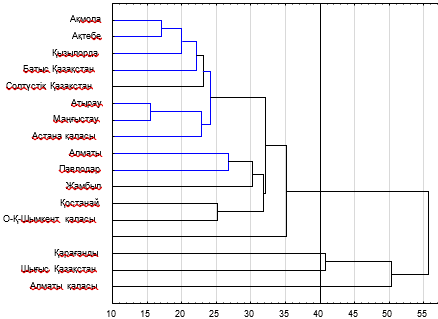 Ақмола
Ақтөбе
Қызылорда
Батыс Қазақстан
Солтүстік Қазақстан
Атырау
Маңғыстау
Астана қаласы
Алматы
Павлодар
Жамбыл
Қостанай
О-Қ-Шымкент қаласы
Қарағанды
Шығыс Қазақстан
Алматы қаласы
10 15 20 25 30 35 40 45 50 55